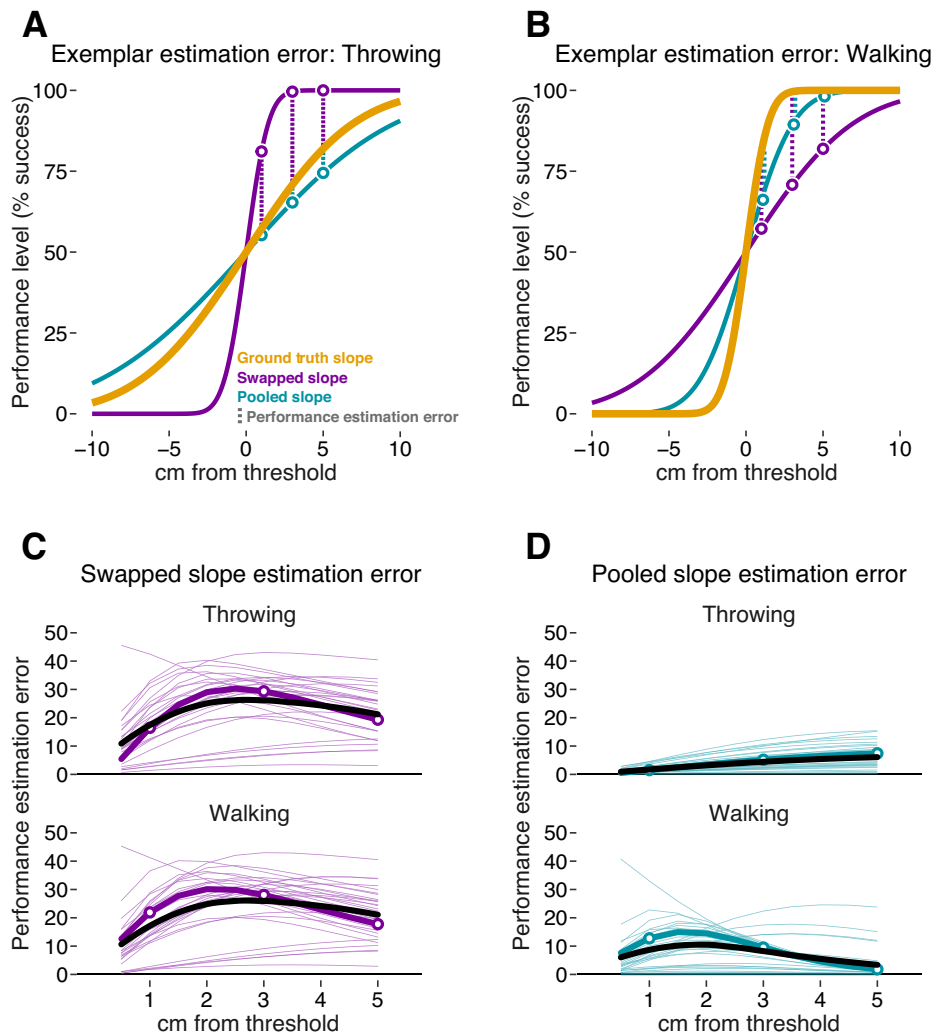 A
Exemplar estimation error: Throwing
Performance level (% success)
100
75
50
25
0
Ground truth slope
Swapped slope
Pooled slope
Performance estimation error
−10 −5 0 5 10
cm from threshold
B
Exemplar estimation error: Walking
Performance level (% success)
100
75
50
25
0
−10 −5 0 5 10
cm from threshold
C
Swapped slope estimation error
Throwing
Performance estimation error
50
40
30
20
10
0
Walking
50
40
30
20
10
0
1 2 3 4 5
cm from threshold
D
Pooled slope estimation error
Throwing
Performance estimation error
50
40
30
20
10
0
Walking
50
40
30
20
10
0
1 2 3 4 5
cm from threshold